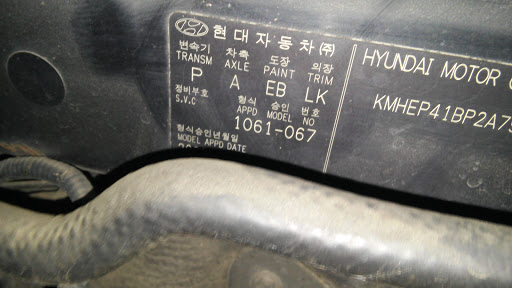 현대자동차(주)
변속기 차축 도장 의장
TRANSM AXLE PAINT TRIM
P A EB LK
정비부호 형식 승인 번호
S.V.C APPD MODEL NO
1061-067
형식승인년월일
MODEL APPD DATE
HYUNDAI MOTOR
KMHEP41BP2A